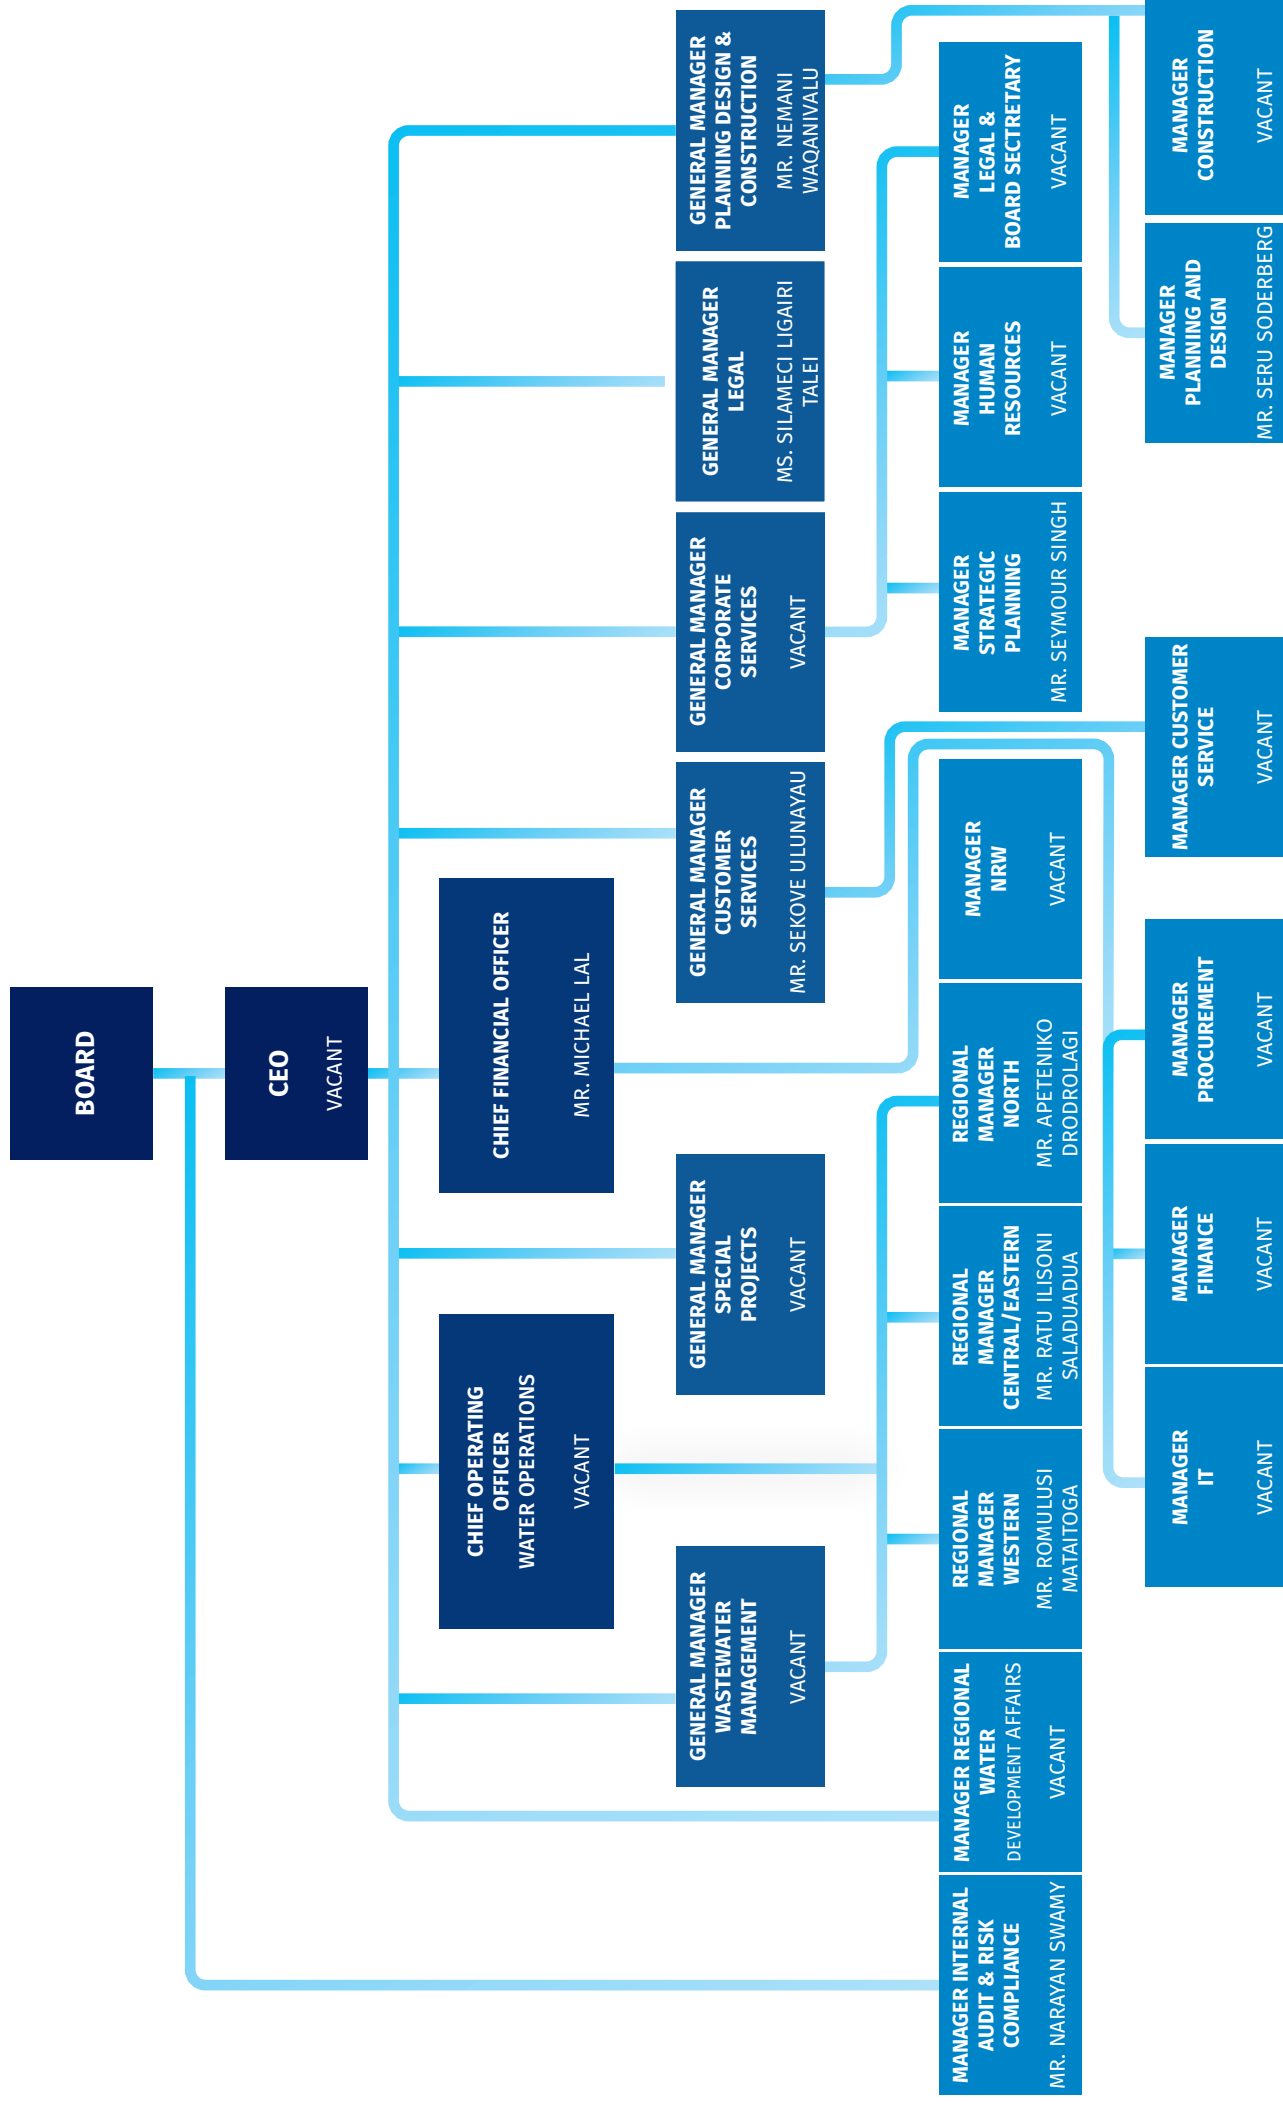 BOARD
CEO
VACANT
CHIEF OPERATING
OFFICER
WATER OPERATIONS
VACANT
CHIEF FINANCIAL OFFICER
MR. MICHAEL LAL
GENERAL MANAGER
WASTEWATER
MANAGEMENT
VACANT
GENERAL MANAGER
SPECIAL
PROJECTS
VACANT
GENERAL MANAGER
CUSTOMER
SERVICES
MR. SEKOVE ULUNAYAU
GENERAL MANAGER
CORPORATE
SERVICES
VACANT
GENERAL MANAGER
LEGAL
MS. SILAMECI LIGAIRI
TALEI
GENERAL MANAGER
PLANNING DESIGN &
CONSTRUCTION
MR. NEMANI
WAQANIVALU
MANAGER INTERNAL
AUDIT & RISK
COMPLIANCE
MR. NARAYAN SWAMY
MANAGER REGIONAL
WATER
DEVELOPMENT AFFAIRS
VACANT
REGIONAL
MANAGER
WESTERN
MR. ROMULUSI
MATAITOGA
REGIONAL
MANAGER
CENTRAL/EASTERN
MR. RATU ILISONI
SALADUADUA
REGIONAL
MANAGER
NORTH
MR. APETENIKO
DRODROLAGI
MANAGER
NRW
VACANT
MANAGER
STRATEGIC
PLANNING
MR. SEYMOUR SINGH
MANAGER
HUMAN
RESOURCES
VACANT
MANAGER
LEGAL &
BOARD SECTRETARY
VACANT
MANAGER
IT
VACANT
MANAGER
FINANCE
VACANT
MANAGER
PROCUREMENT
VACANT
MANAGER CUSTOMER
SERVICE
VACANT
MANAGER
PLANNING AND
DESIGN
MR. SERU SODERBERG
MANAGER
CONSTRUCTION
VACANT